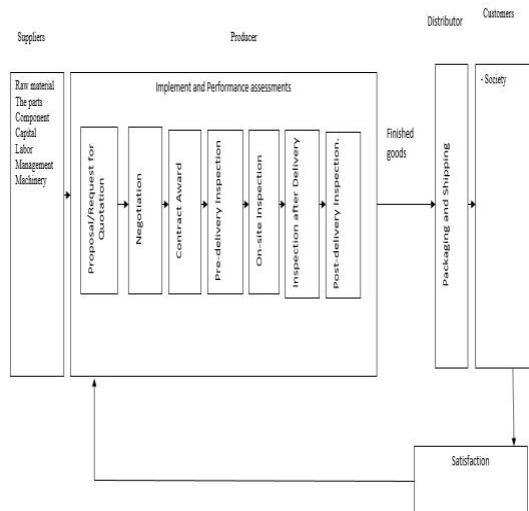 Suppliers
Producer
Distributor
Customers
Raw material
The parts
Component
Capital
Labor
Management
Machinery
Implement and Performance assessments
Proposal/Request for
Quotation
Negotiation
Contract Award
Pre-delivery Inspection
On-site Inspection
Inspection after Delivery
Post-delivery Inspection.
Finished
goods
Packaging and Shipping
- Society
Satisfaction